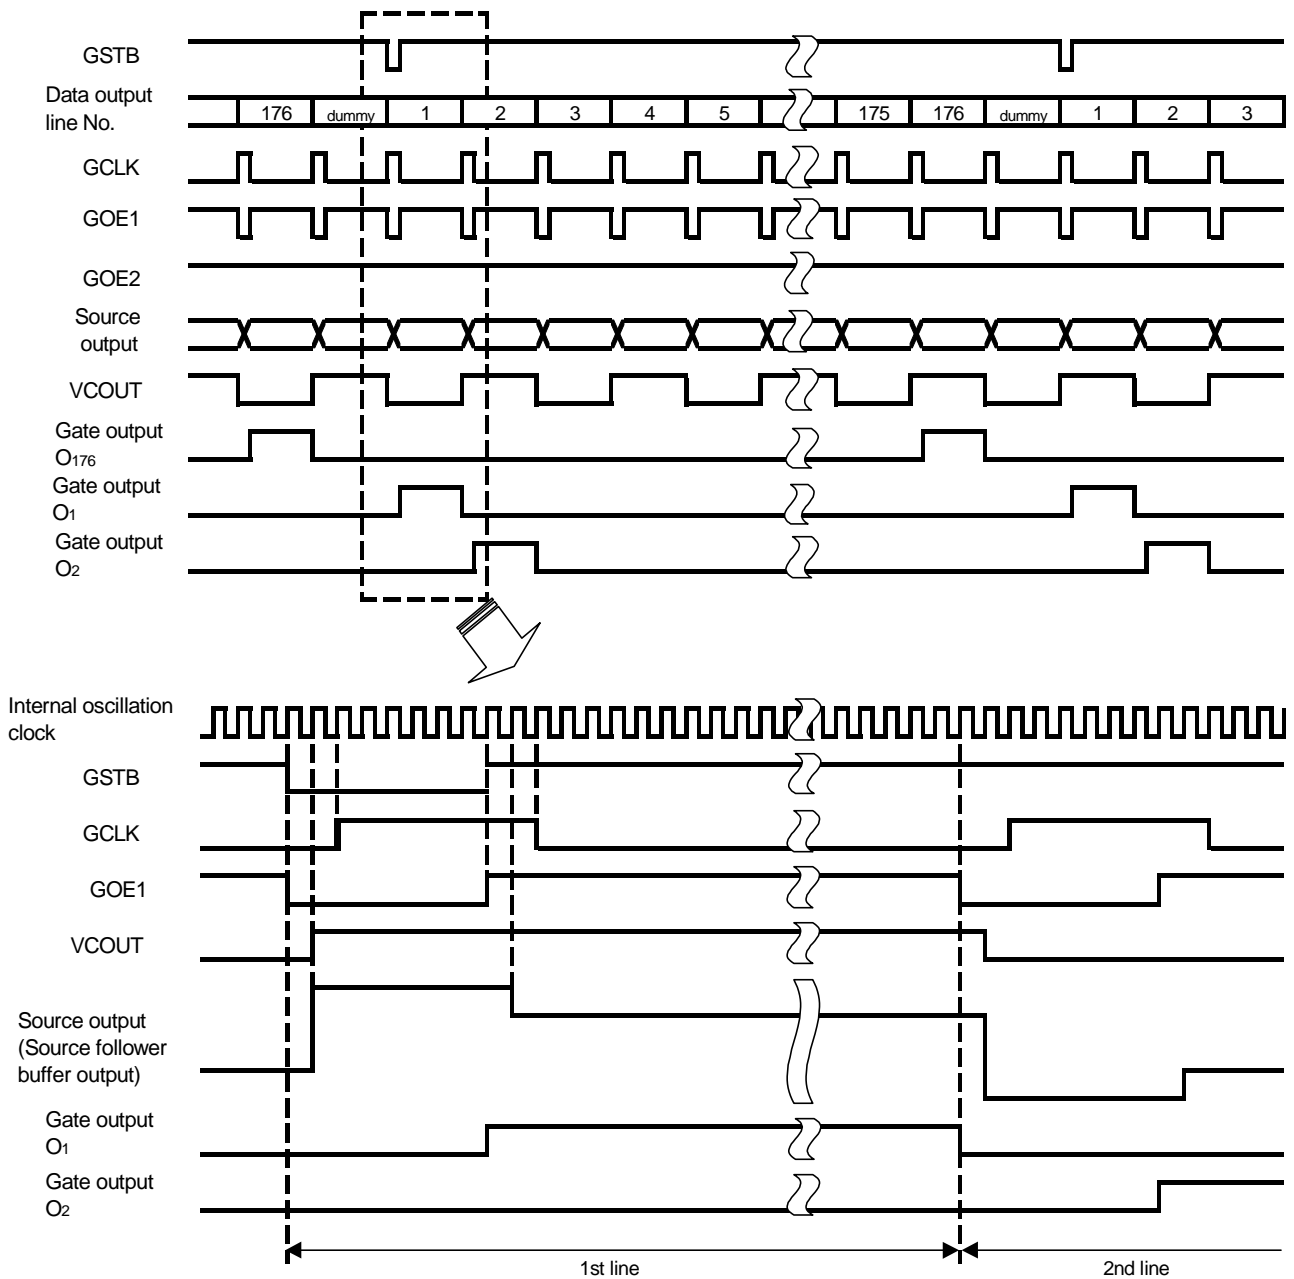 GSTB
Data output
line No.
176 dummy 1 2 3 4 5 175 176 dummy 1 2 3
GCLK
GOE1
GOE2
Source
output
VCOUT
Gate output
O176
Gate output
O1
Gate output
O2
Internal oscillation
clock
GSTB
GCLK
GOE1
VCOUT
Source output
(Source follower
buffer output)
Gate output
O1
Gate output
O2
1st line 2nd line